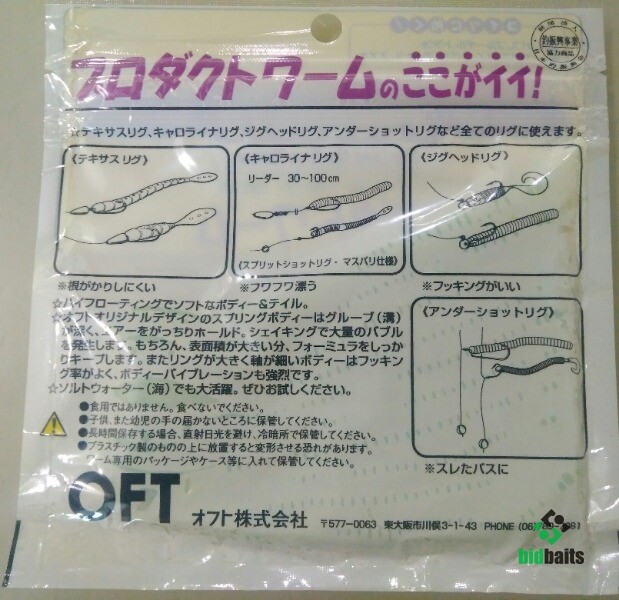 プロダクトワームのここがイイ!
☆テキサスリグ、キャロライナリグ、ジグヘッドリグ、アンダーショットリグなど全てのリグに使えます。
《テキサスリグ》
※根がかりしにくい
《キャロライナリグ》
リーダー 30〜100cm
(スプリットショットリグ・マスバリ仕様)
※フワフワ漂う
《ジグヘッドリグ》
※フッキングがいい
☆ハイフローティングでソフトなボディー&テイル。
☆オフトオリジナルデザインのスプリングボディーはグルーブ(溝)
が深く、エアーをがっちりホールド。シェイキングで大量のバブル
を発生します。もちろん、表面積が大きい分、フォーミュラをしっか
りキープします。またリングが大きく軸が細いボディーはフッキン
グ率がよく、ボディーバイブレーションも強烈です。
☆ソルトウォーター(海)でも大活躍。ぜひお試しください。
《アンダーショットリグ》
※スレたバスに
●食用ではありません。食べないでください。
●子供、また幼児の手の届かないところに保管してください。
●長時間保存する場合、直射日光を避け、冷暗所で保管してください。
●プラスチック製のものの上に放置すると変形させる恐れがあります。
ワーム専用のパッケージやケース等に入れて保管してください。
OFT オフト株式会社 〒577-0063 東大阪市川俣3-1-43 PHONE (06)
bidbaits